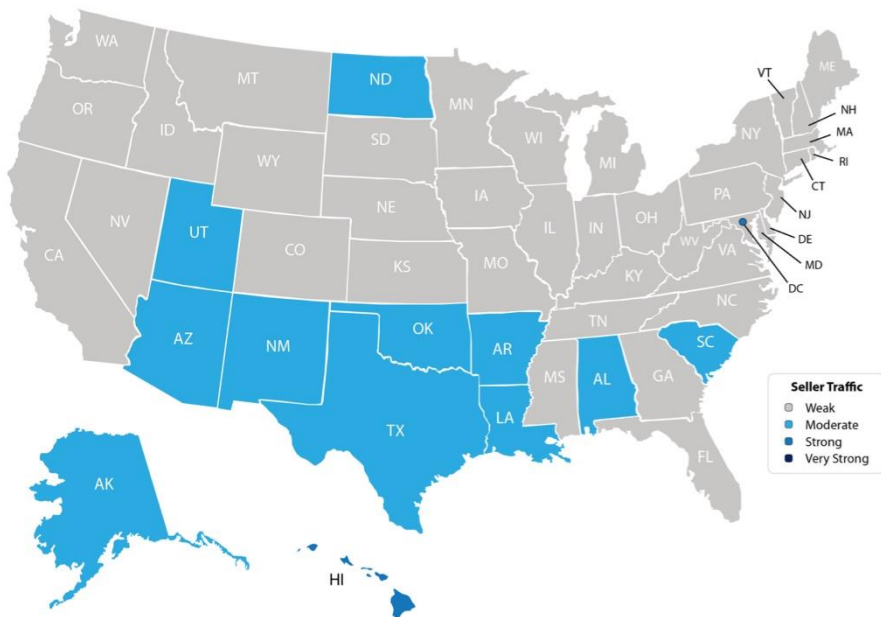 WA
MT
ND
MN
ME
VT
NH
MA
RI
CT
OR
ID
WY
SD
WI
MI
NY
NV
UT
CO
NE
IA
IL
IN
OH
PA
NJ
DE
MD
DC
CA
KS
MO
KY
WV
VA
AZ
NM
OK
AR
TN
NC
SC
TX
LA
MS
AL
GA
FL
AK
HI
Seller Traffic
Weak
Moderate
Strong
Very Strong